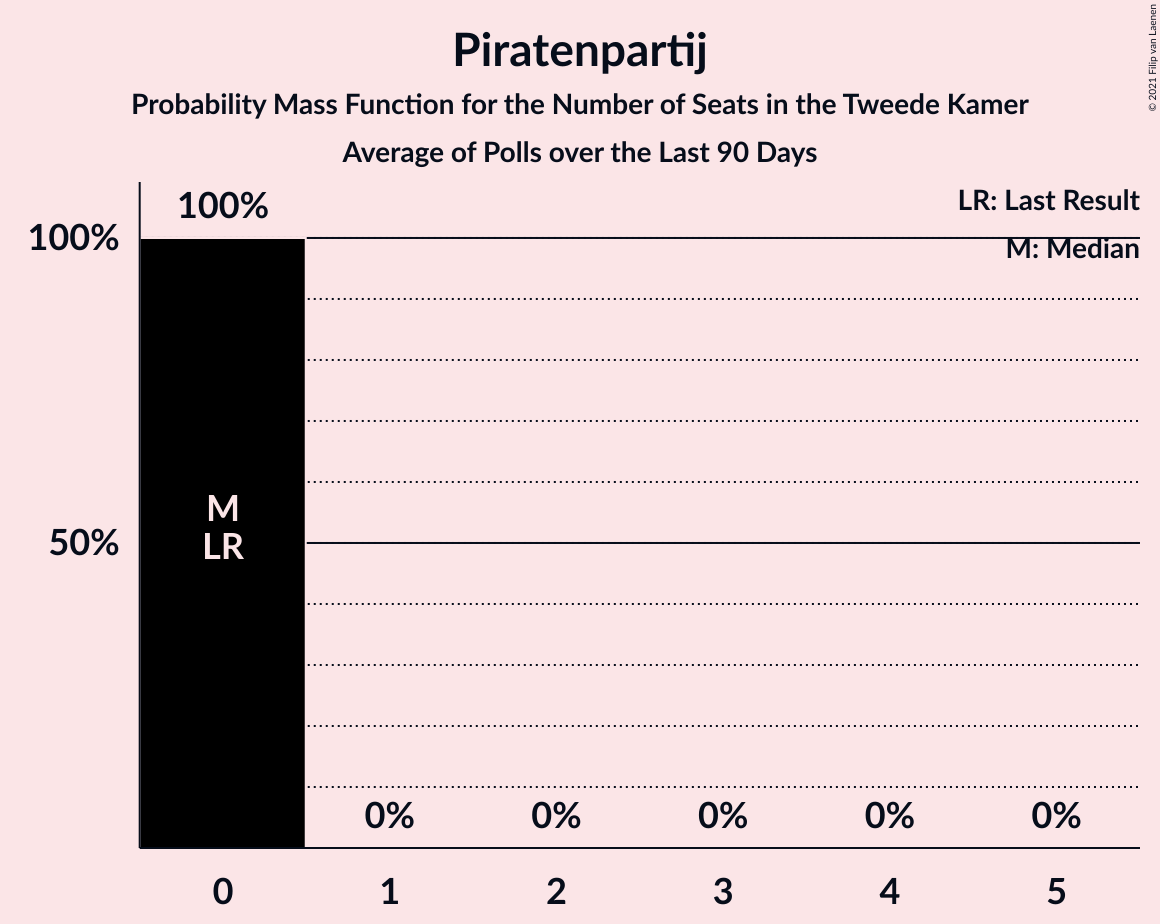 Piratenpartij
Probability Mass Function for the Number of Seats in the Tweede Kamer
Average of Polls over the Last 90 Days
© 2021 Filip van Laenen
LR: Last Result
M: Median
100%
100%
50%
M
LR
0% 0% 0% 0% 0%
0 1 2 3 4 5